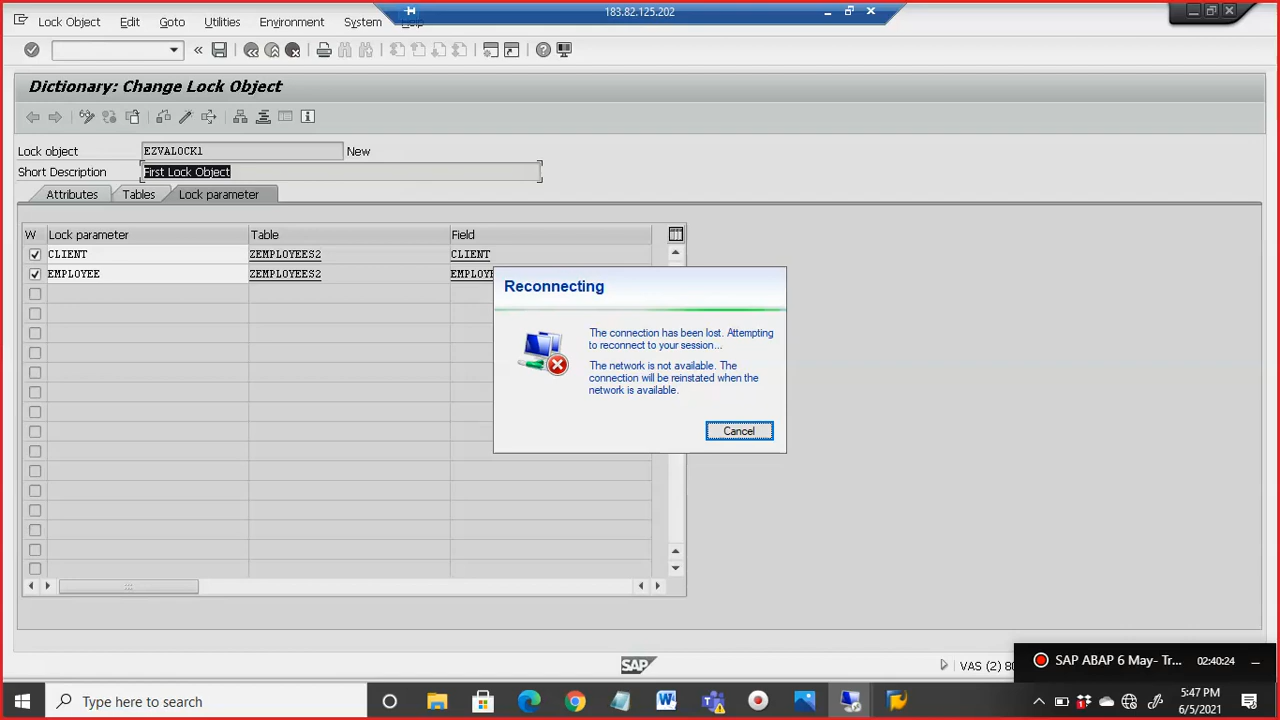 183.82.125.202
Lock Object Edit Goto Utilities Environment System Help
Dictionary: Change Lock Object
Lock object EZVALOCK1 New
Short Description First Lock Object
Attributes Tables Lock parameter
W Lock parameter Table Field
CLIENT ZEMPLOYEES2 CLIENT
EMPLOYEE ZEMPLOYEES2 EMPLOYE
Reconnecting
The connection has been lost. Attempting
to reconnect to your session...
The network is not available. The
connection will be reinstated when the
network is available.
Cancel
SAP
VAS (2) 80
SAP ABAP 6 May- Tr... 02:40:24
Type here to search
5:47 PM
6/5/2021